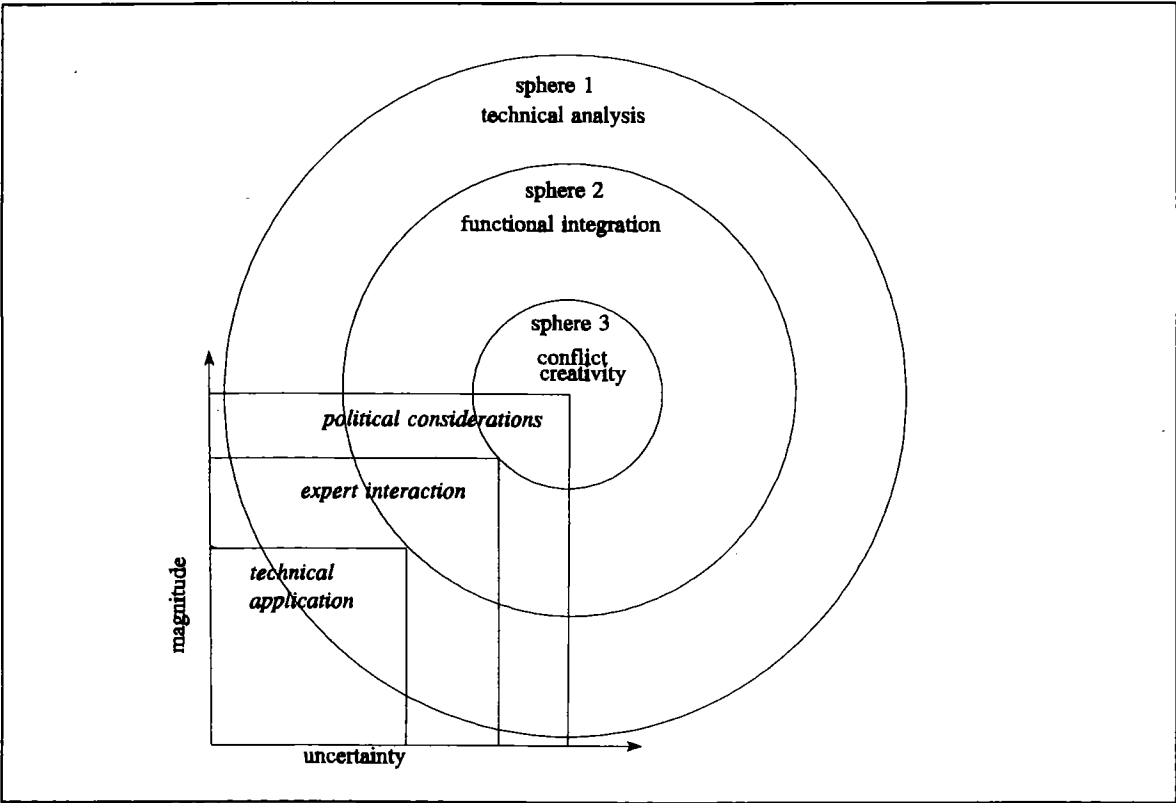 sphere 1
technical analysis
sphere 2
functional integration
sphere 3
conflict
creativity
political considerations
expert interaction
technical
application
magnitude
uncertainty